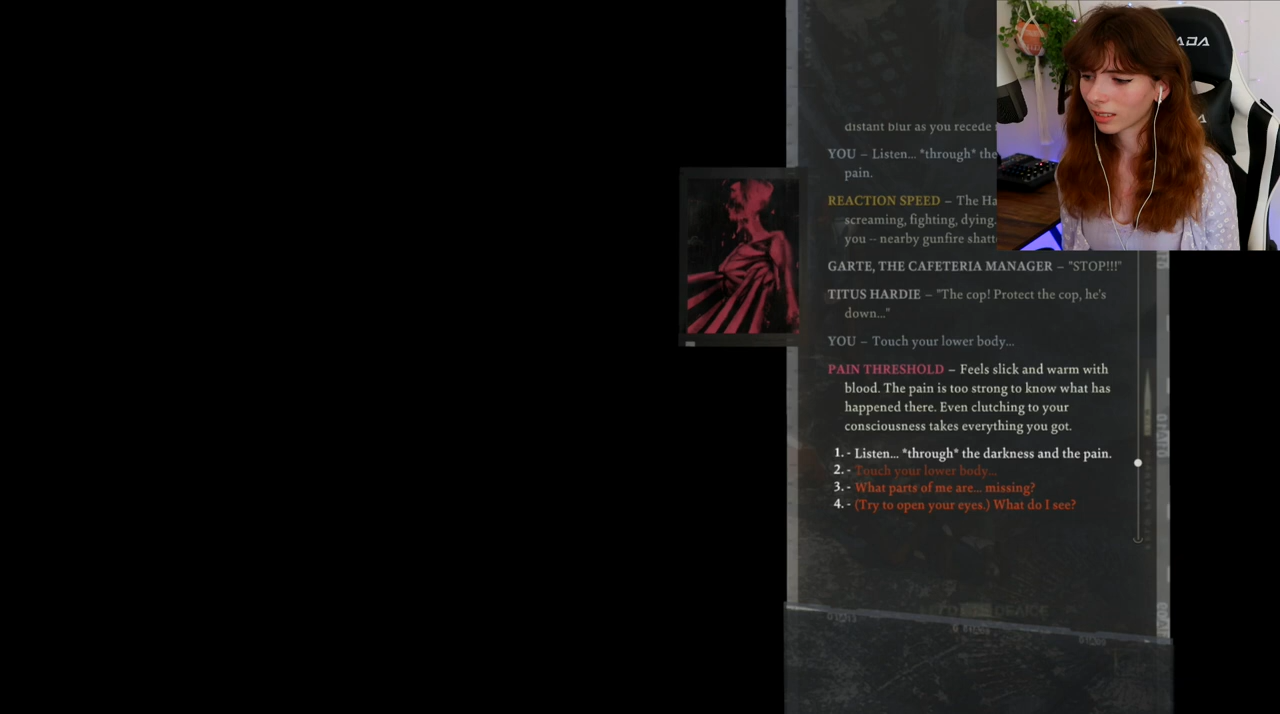 distant blur as you recede
YOU – Listen... *through* the
pain.
REACTION SPEED – The Ha
screaming, fighting, dying.
you -- nearby gunfire shatt
GARTE, THE CAFETERIA MANAGER – "STOP!!!"
TITUS HARDIE – "The cop! Protect the cop, he's
down..."
YOU – Touch your lower body...
PAIN THRESHOLD – Feels slick and warm with
blood. The pain is too strong to know what has
happened there. Even clutching to your
consciousness takes everything you got.
1. - Listen... *through* the darkness and the pain.
2. - Touch your lower body...
3. - What parts of me are... missing?
4. - (Try to open your eyes.) What do I see?